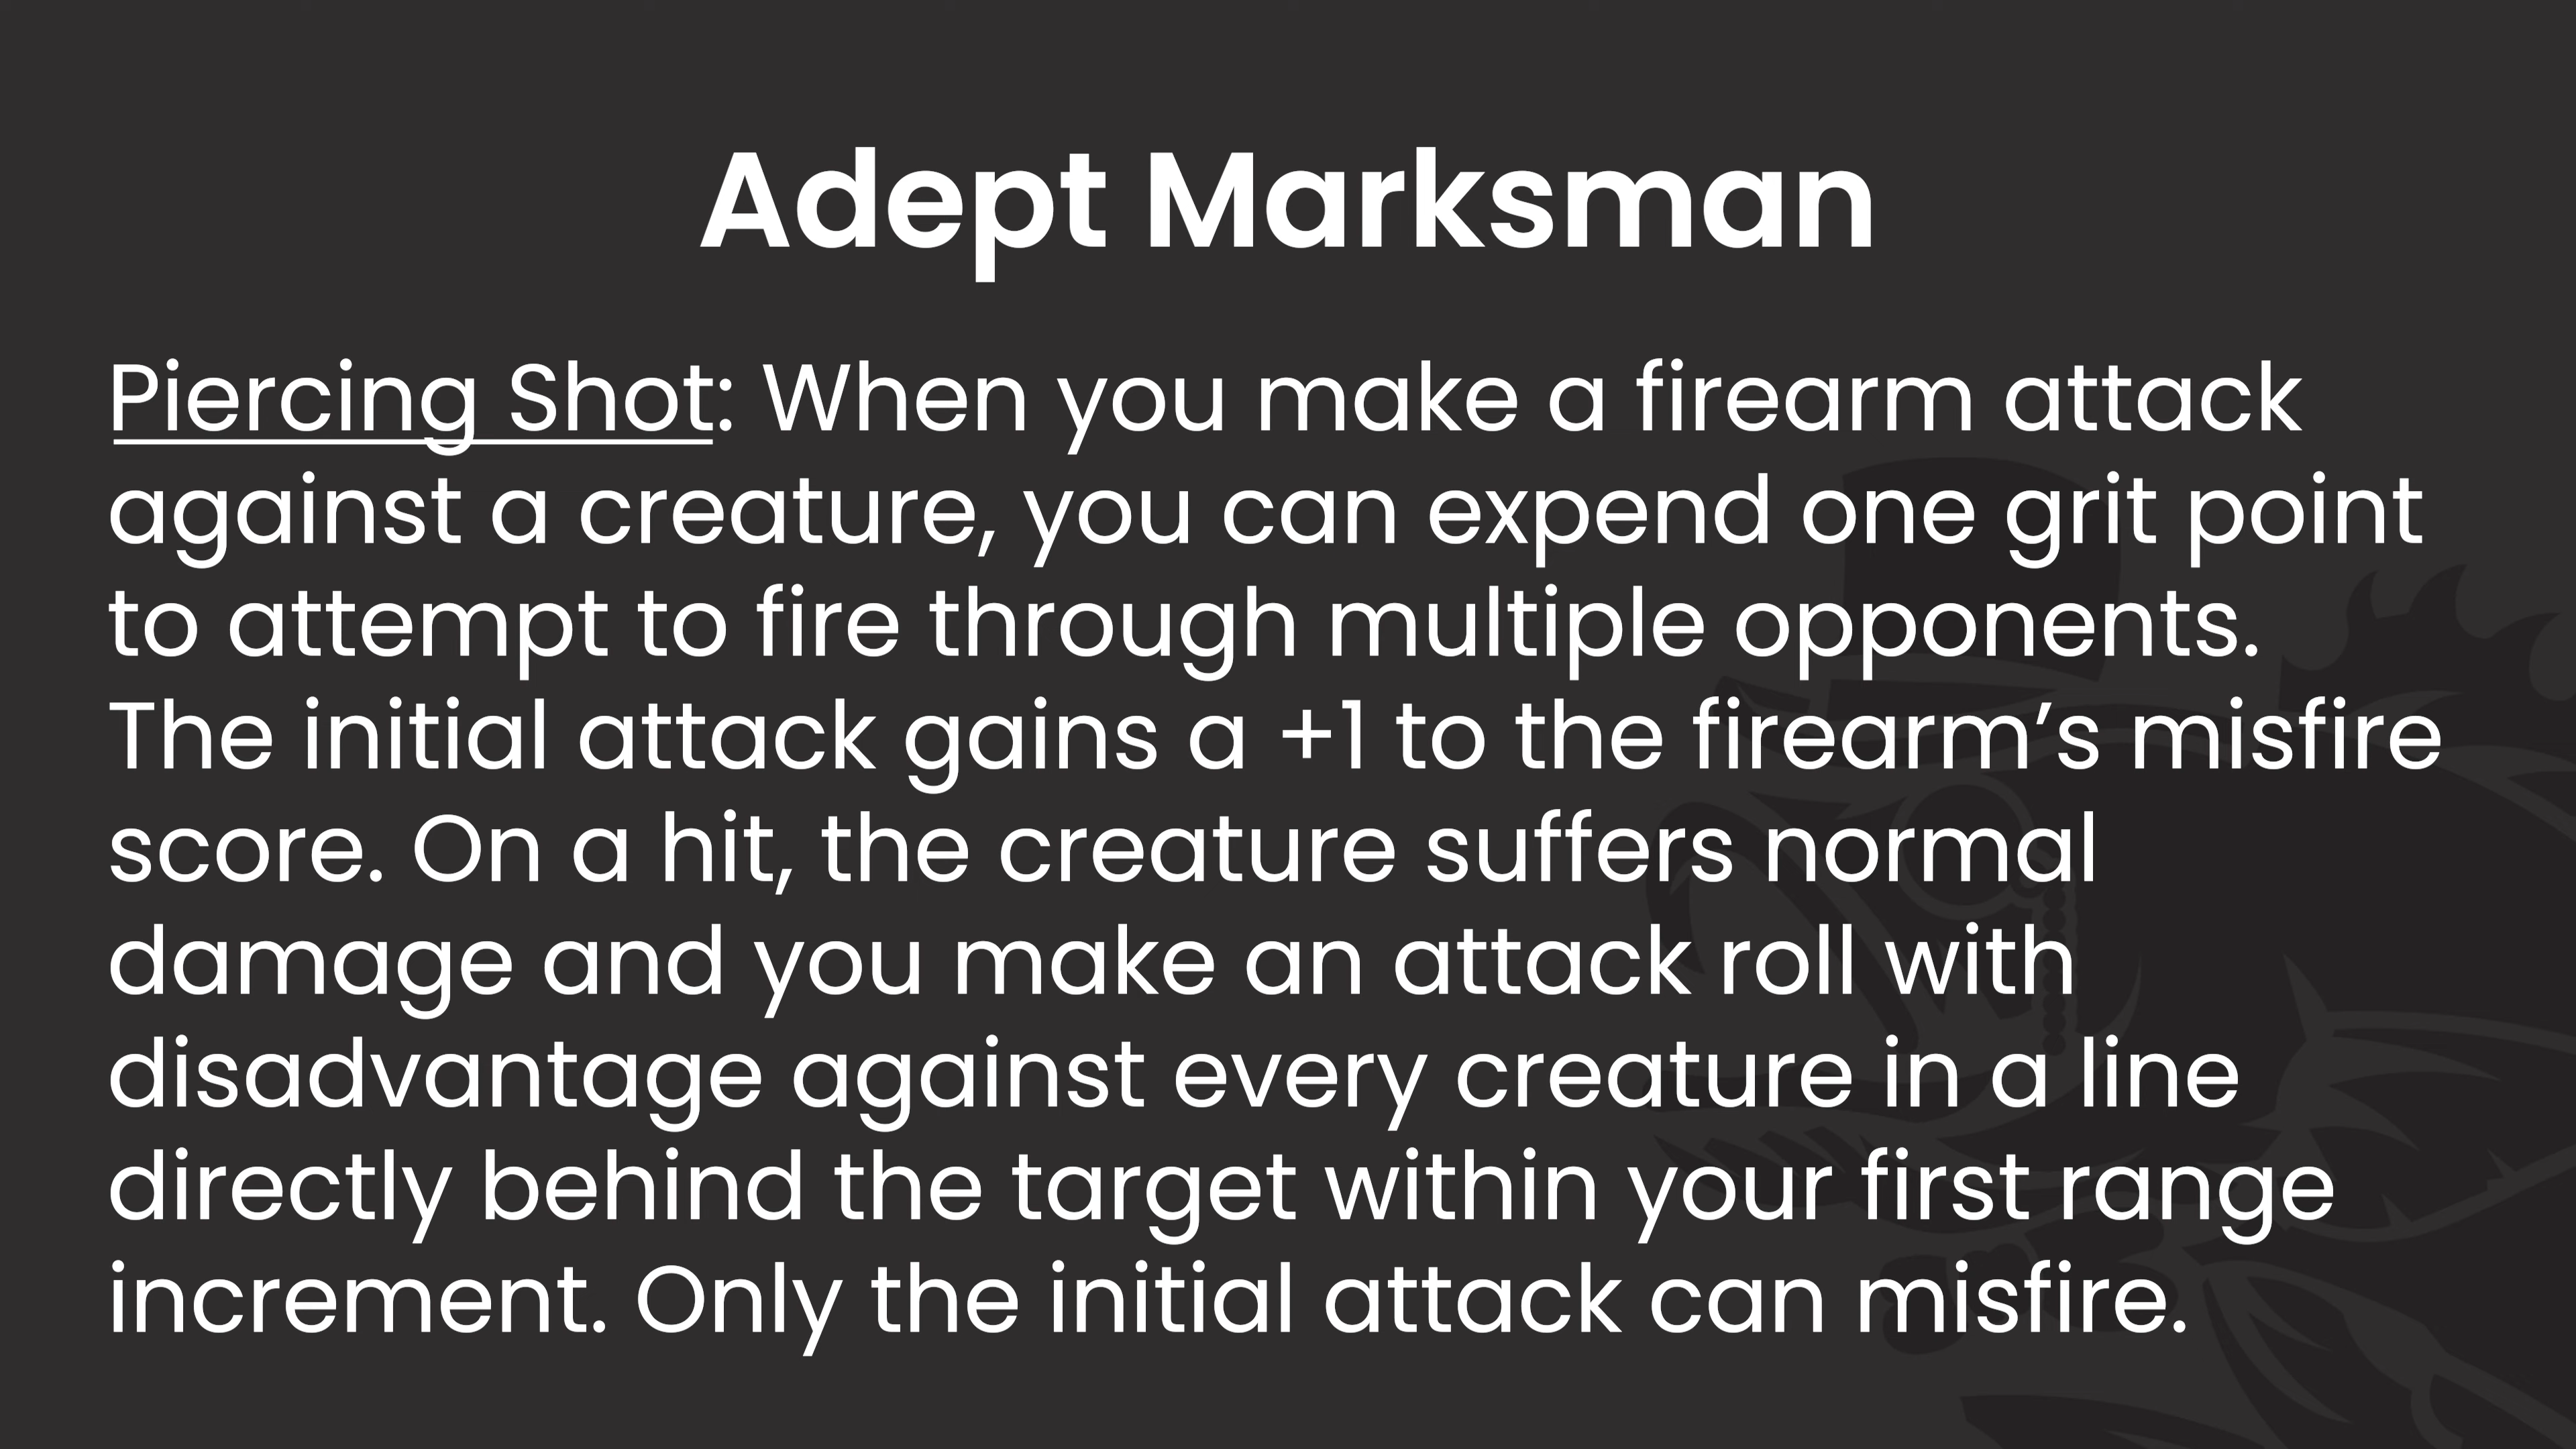 Adept Marksman
Piercing Shot: When you make a firearm attack
against a creature, you can expend one grit point
to attempt to fire through multiple opponents.
The initial attack gains a +1 to the firearm’s misfire
score. On a hit, the creature suffers normal
damage and you make an attack roll with
disadvantage against every creature in a line
directly behind the target within your first range
increment. Only the initial attack can misfire.